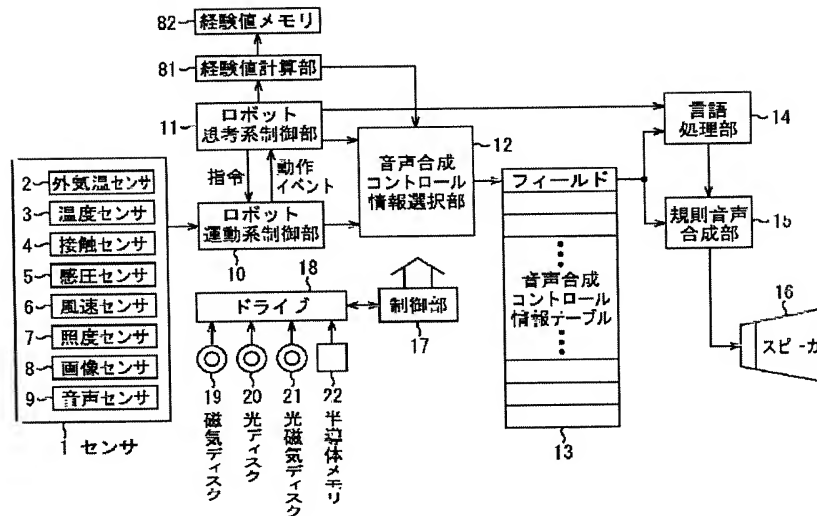 82 経験値メモリ
81 経験値計算部
11 ロボット
思考系制御部
指令
動作
イベント
ロボット
運動系制御部
10
12
音声合成
コントロール
情報選択部
言語
処理部
14
フィールド
規則音声
合成部
15
音声合成
コントロール
情報テーブル
13
16
スピーカ
2 外気温センサ
3 温度センサ
4 接触センサ
5 感圧センサ
6 風速センサ
7 照度センサ
8 画像センサ
9 音声センサ
1 センサ
18
ドライブ
制御部
17
19 磁気ディスク
20 光ディスク
21 光磁気ディスク
22 半導体メモリ